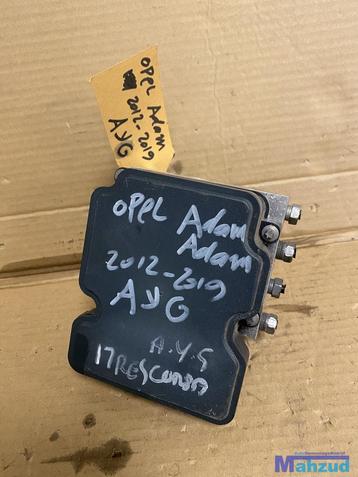 OPEL Adam
2012-2019
AYG
OPEL Adam
Adam
2012-2019
AYG
A.Y.G
Mahzud